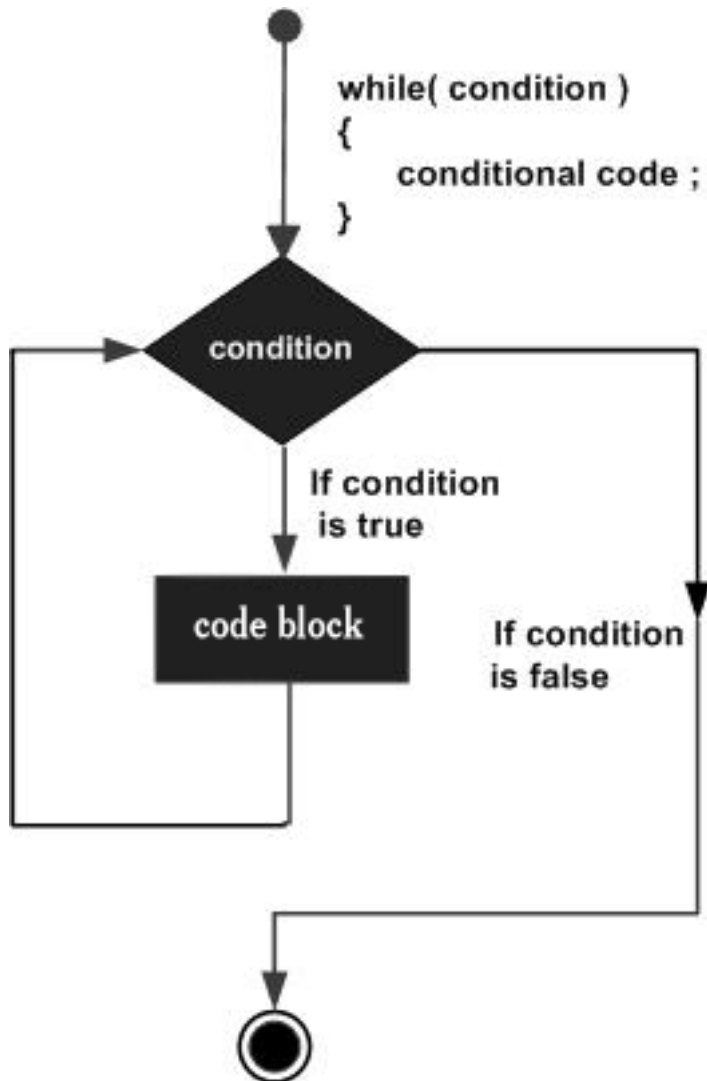 while( condition )
{
conditional code ;
}
condition
If condition
is true
code block
If condition
is false